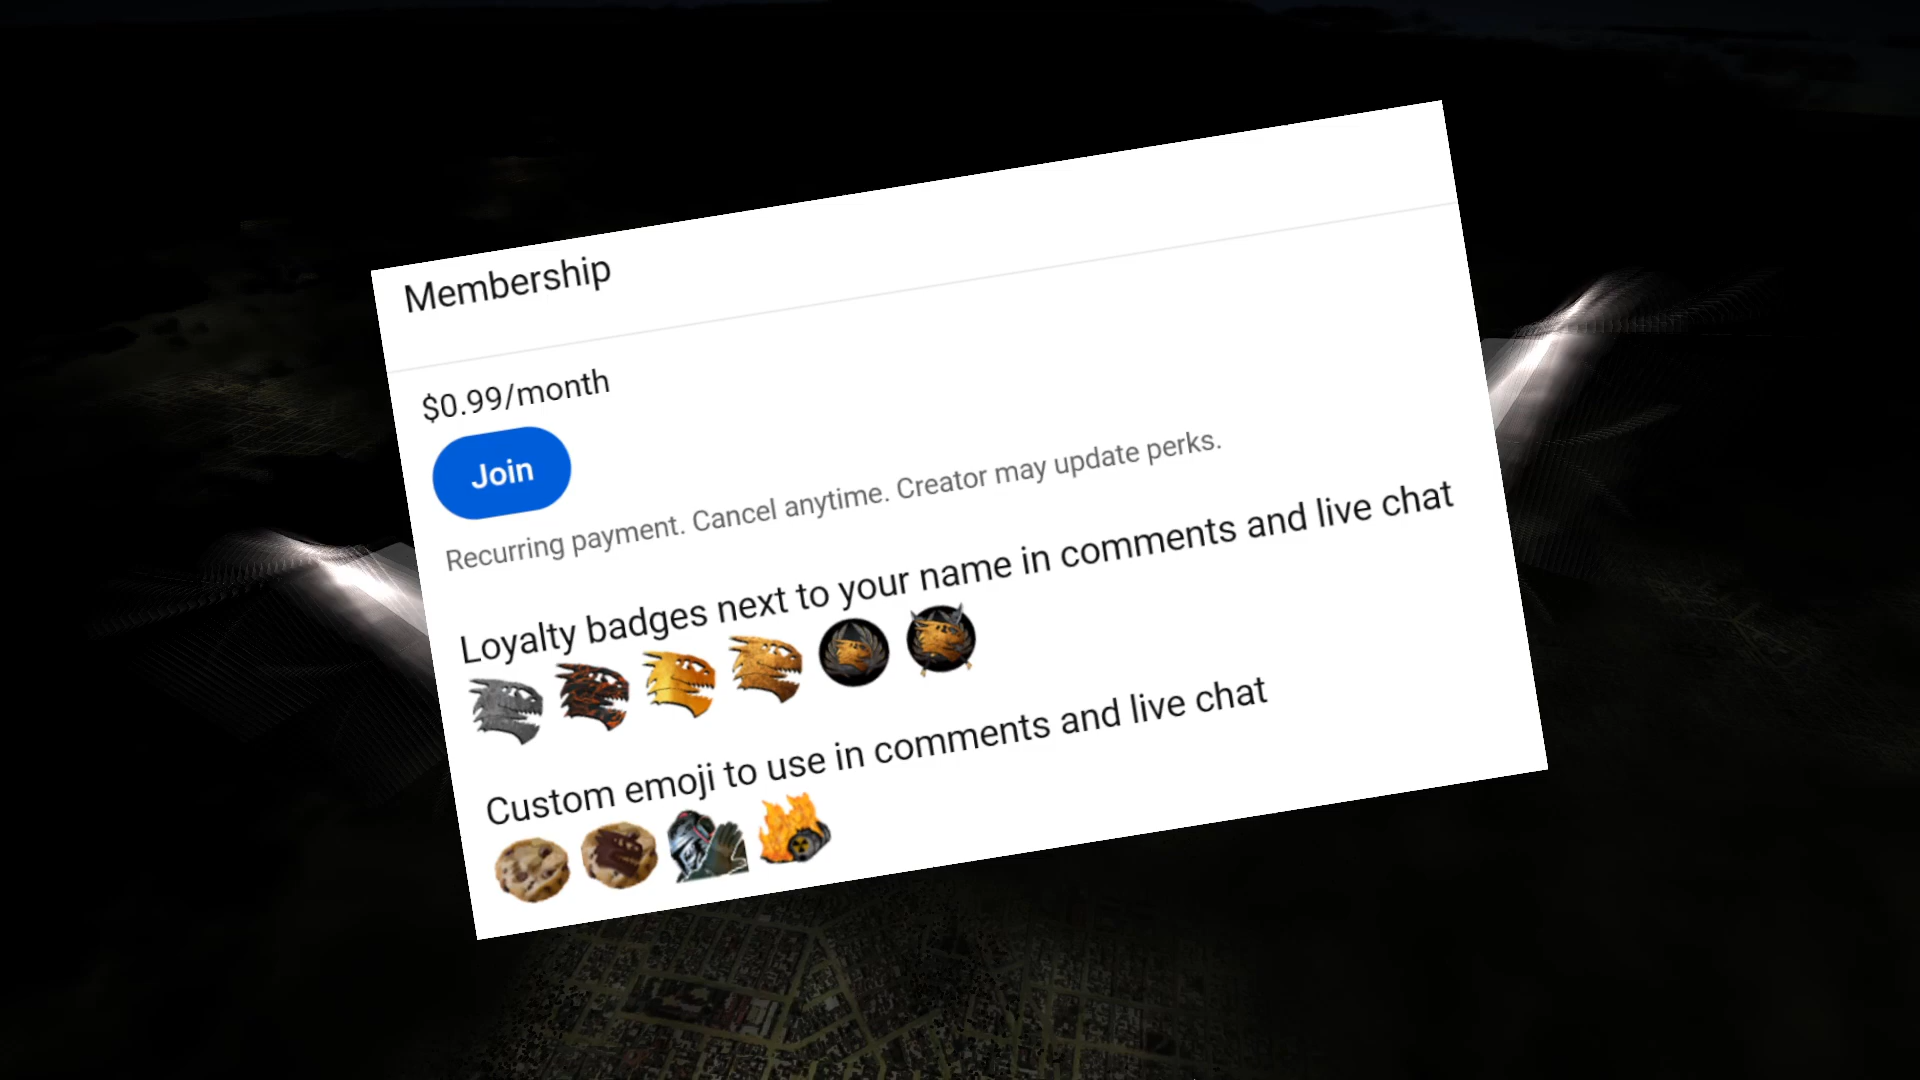 Membership
$0.99/month
Join
Recurring payment. Cancel anytime. Creator may update perks.
Loyalty badges next to your name in comments and live chat
Custom emoji to use in comments and live chat